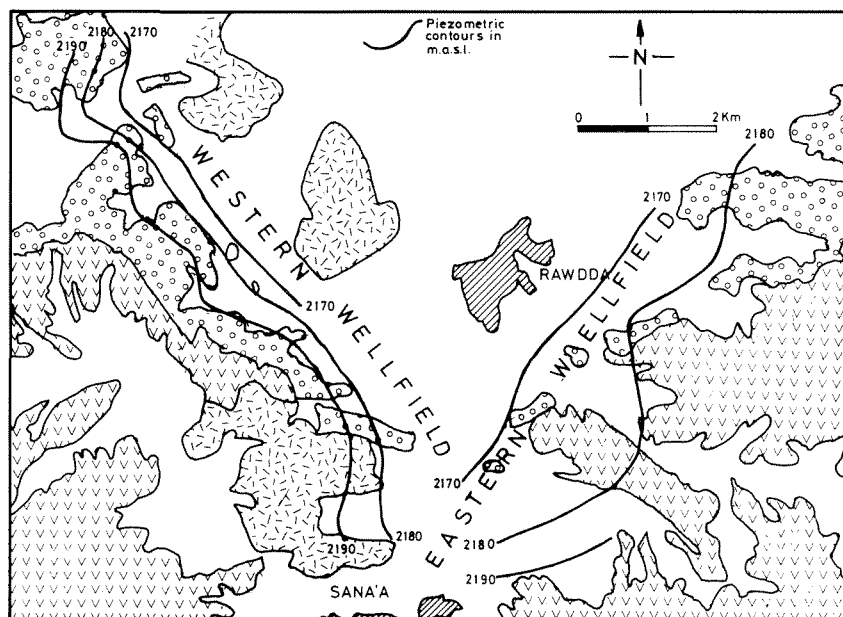 Piezometric
contours in
m.a.s.l.
N
0 1 2 Km
2190
2180
2170
2180
2170
RAWDDA
2170
WESTERN WELLFIELD
EASTERN WELLFIELD
2170
2180
2190
2180
2190
SANA'A